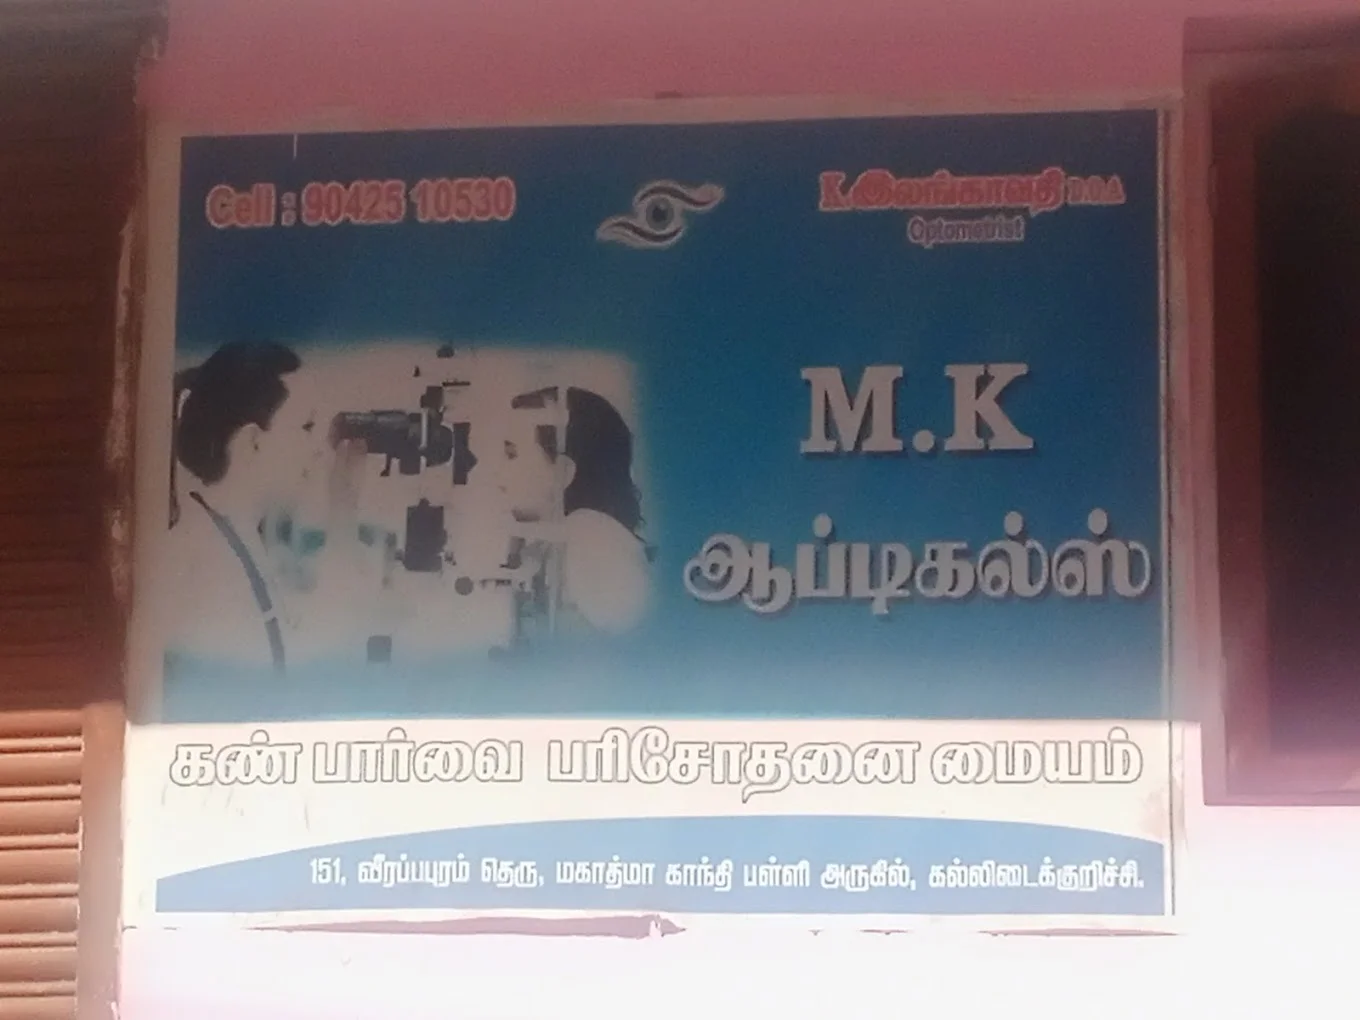 Cell : 90425 10530
K.இலங்காவதி D.O.A
Optometrist
M.K
ஆப்டிகல்ஸ்
கண் பார்வை பரிசோதனை மையம்
151, வீரப்பபுரம் தெரு, மகாத்மா காந்தி பள்ளி அருகில், கல்லிடைக்குறிச்சி.